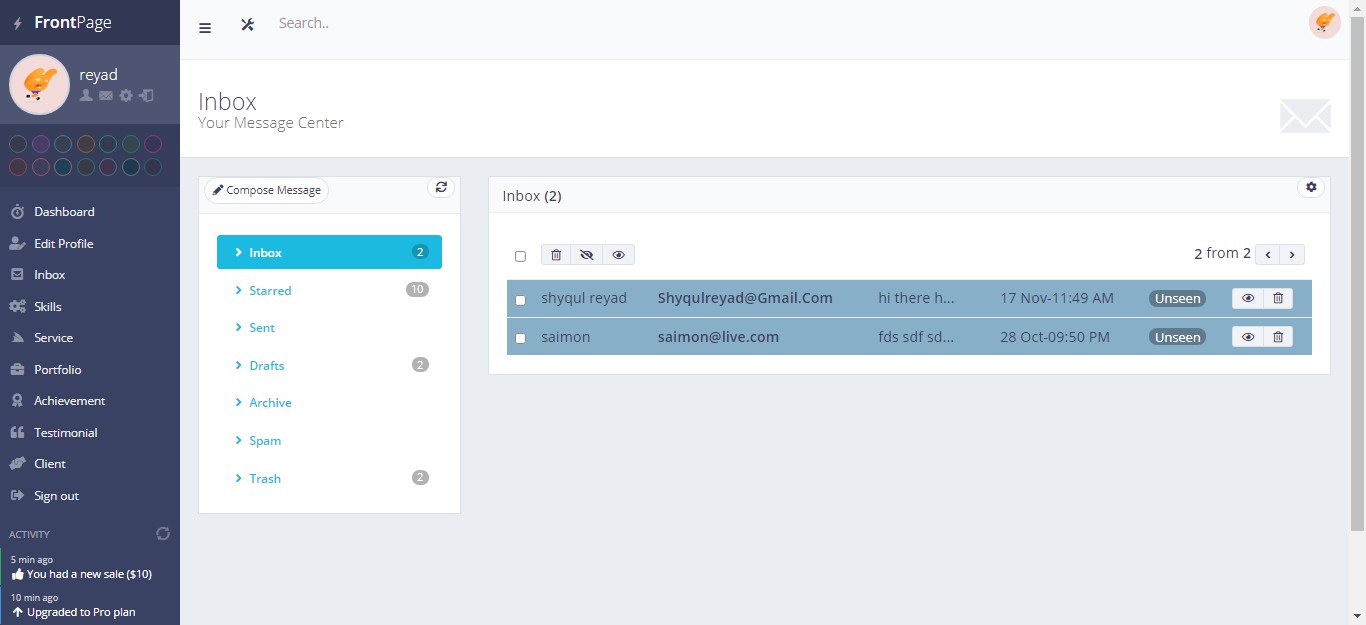 FrontPage
Search..
reyad
Inbox
Your Message Center
Dashboard
Edit Profile
Inbox
Skills
Service
Portfolio
Achievement
Testimonial
Client
Sign out
ACTIVITY
5 min ago
You had a new sale ($10)
10 min ago
Upgraded to Pro plan
Compose Message
Inbox 2
Starred 10
Sent
Drafts 2
Archive
Spam
Trash 2
Inbox (2)
2 from 2
shyqul reyad Shyqulreyad@Gmail.Com hi there h... 17 Nov-11:49 AM Unseen
saimon saimon@live.com fds sdf sd... 28 Oct-09:50 PM Unseen